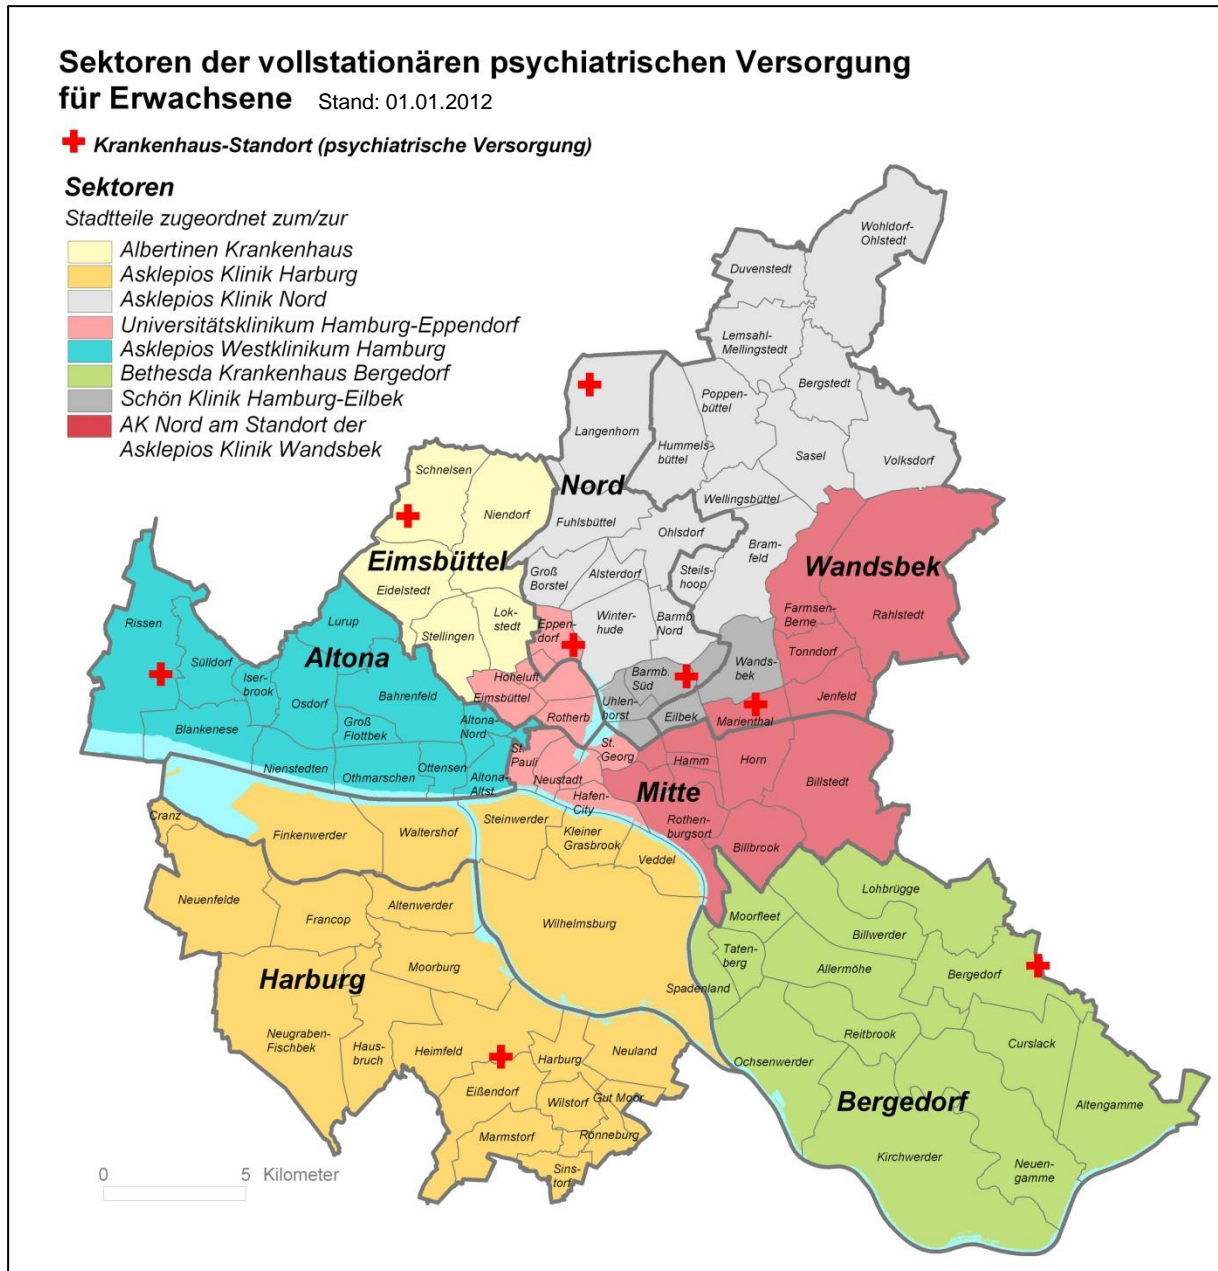 Sektoren der vollstationären psychiatrischen Versorgung
für Erwachsene Stand: 01.01.2012
Krankenhaus-Standort (psychiatrische Versorgung)
Sektoren
Stadtteile zugeordnet zum/zur
Albertinen Krankenhaus
Asklepios Klinik Harburg
Asklepios Klinik Nord
Universitätsklinikum Hamburg-Eppendorf
Asklepios Westklinikum Hamburg
Bethesda Krankenhaus Bergedorf
Schön Klinik Hamburg-Eilbek
AK Nord am Standort der
Asklepios Klinik Wandsbek
Wohldorf-
Ohlstedt
Duvenstedt
Lemsahl-
Mellingstedt
Bergstedt
Poppen-
büttel
Langenhorn
Hummels-
büttel
Sasel
Volksdorf
Wellingsbüttel
Nord
Fuhlsbüttel
Ohlsdorf
Groß
Borstel
Alsterdorf
Steils-
hoop
Bram-
feld
Winter-
hude
Barmb.
Nord
Schnelsen
Niendorf
Eimsbüttel
Eidelstedt
Lok-
stedt
Stellingen
Eppen-
dorf
Hoheluft
Eimsbüttel
Rotherb.
Barmb.
Süd
Uhlen-
horst
Eilbek
Wands-
bek
Wandsbek
Farmsen-
Berne
Rahlstedt
Tonndorf
Jenfeld
Marienthal
Rissen
Sülldorf
Iser-
brook
Lurup
Altona
Osdorf
Bahrenfeld
Blankenese
Groß
Flottbek
Altona-
Nord
Nienstedten
Othmarschen
Ottensen
Altona-
Altst.
St.
Pauli
Neustadt
St.
Georg
Hafen-
City
Hamm
Horn
Billstedt
Mitte
Rothen-
burgsort
Billbrook
Cranz
Finkenwerder
Waltershof
Steinwerder
Kleiner
Grasbrook
Veddel
Wilhelmsburg
Neuenfelde
Francop
Altenwerder
Moorburg
Harburg
Neugraben-
Fischbek
Haus-
bruch
Heimfeld
Harburg
Neuland
Eißendorf
Wilstorf
Gut Moor
Marmstorf
Rönneburg
Sins-
torf
Lohbrügge
Moorfleet
Billwerder
Taten-
berg
Allermöhe
Bergedorf
Spadenland
Reitbrook
Curslack
Ochsenwerder
Bergedorf
Altengamme
Kirchwerder
Neuen-
gamme
0 5 Kilometer